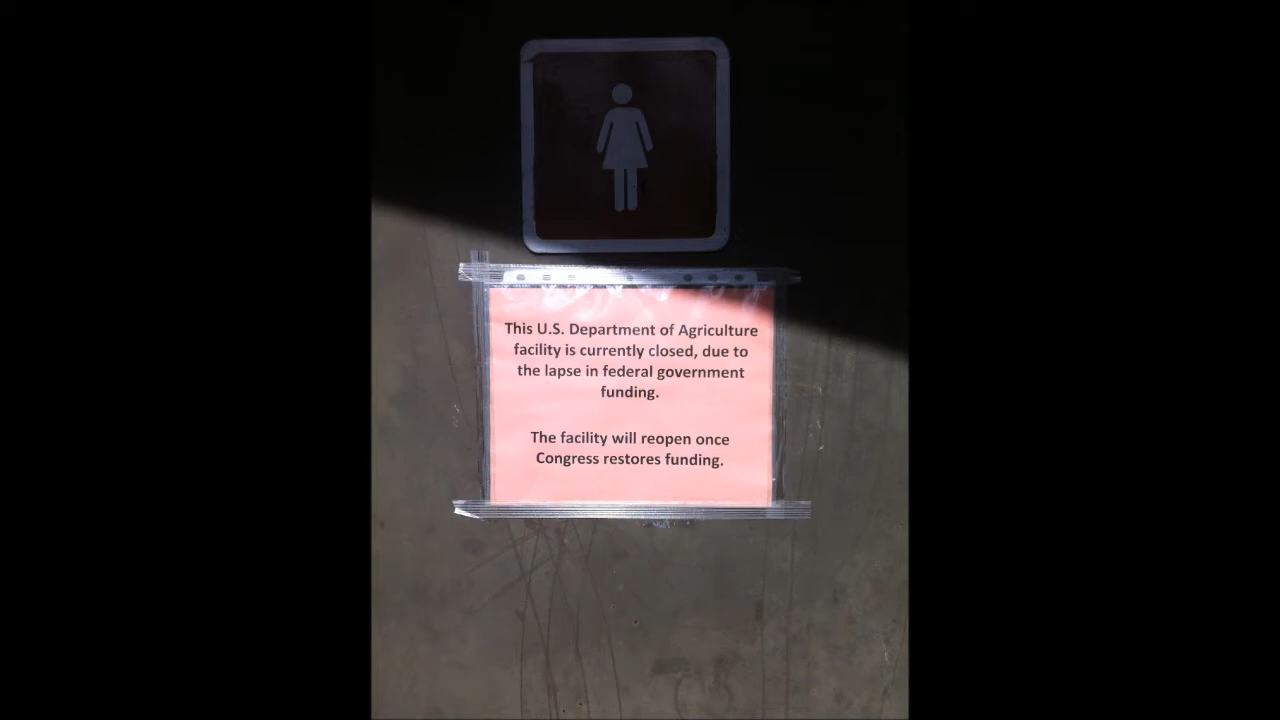 This U.S. Department of Agriculture
facility is currently closed, due to
the lapse in federal government
funding.
The facility will reopen once
Congress restores funding.